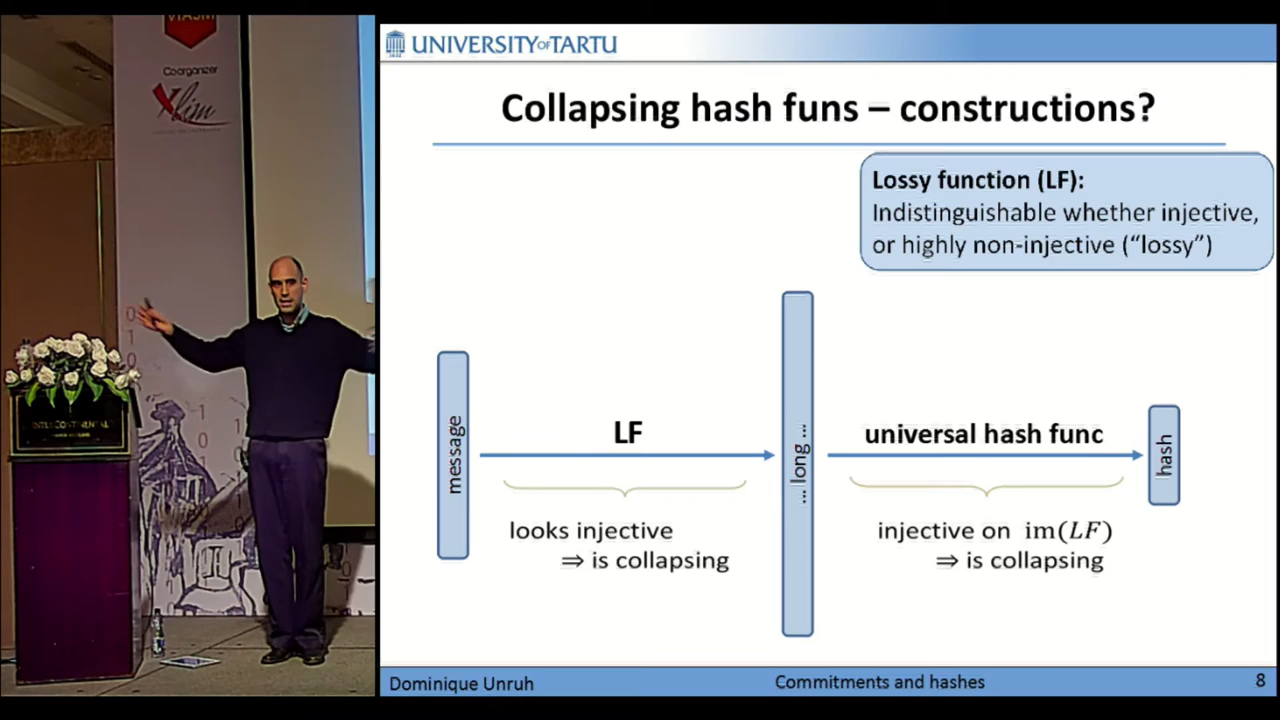 VIASM
Coorganizer
Xlim
INTERCONTINENTAL
UNIVERSITY OF TARTU
Collapsing hash funs – constructions?
Lossy function (LF):
Indistinguishable whether injective,
or highly non-injective (“lossy”)
message
LF
... long ...
universal hash func
hash
looks injective
⇒ is collapsing
injective on im(LF)
⇒ is collapsing
Dominique Unruh
Commitments and hashes
8